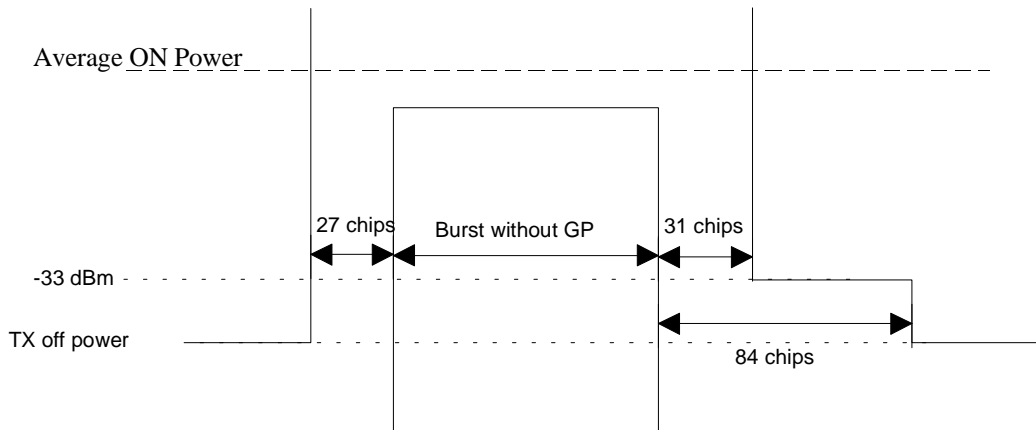 Average ON Power
27 chips
Burst without GP
31 chips
-33 dBm
TX off power
84 chips